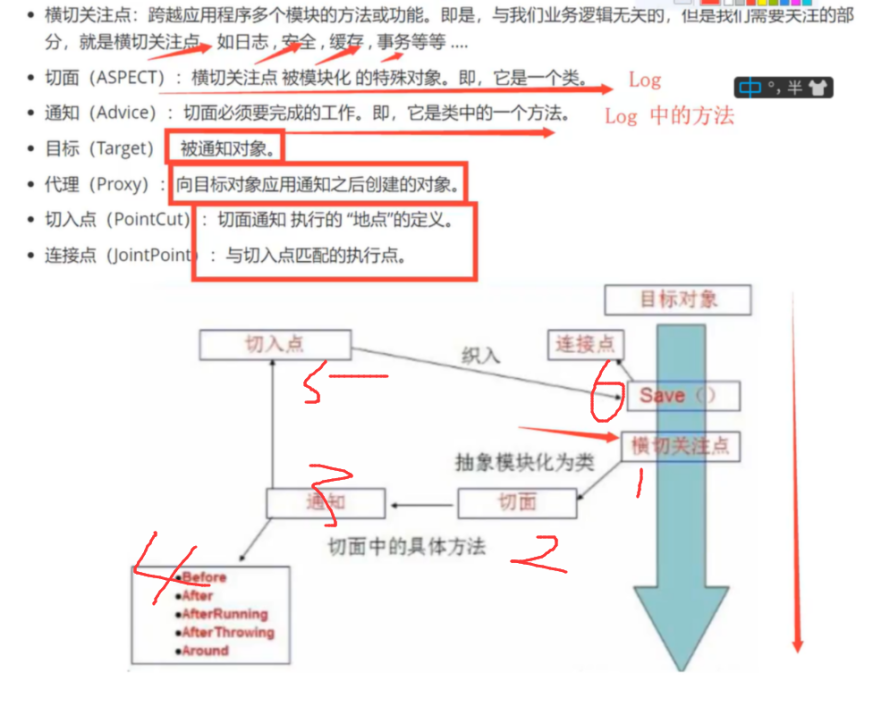 • 横切关注点：跨越应用程序多个模块的方法或功能。即是，与我们业务逻辑无关的，但是我们需要关注的部
分，就是横切关注点。如日志 , 安全 , 缓存 , 事务等等 ....
• 切面（ASPECT）：横切关注点 被模块化 的特殊对象。即，它是一个类。
Log
中 °, 半
• 通知（Advice）：切面必须要完成的工作。即，它是类中的一个方法。
Log 中的方法
• 目标（Target） 被通知对象。
• 代理（Proxy）：向目标对象应用通知之后创建的对象。
• 切入点（PointCut）：切面通知 执行的 “地点”的定义。
• 连接点（JointPoint）：与切入点匹配的执行点。
目标对象
切入点
织入
连接点
5
6
Save（）
横切关注点
抽象模块化为类
1
3
通知
切面
切面中的具体方法
2
4
•Before
•After
•AfterRunning
•AfterThrowing
•Around